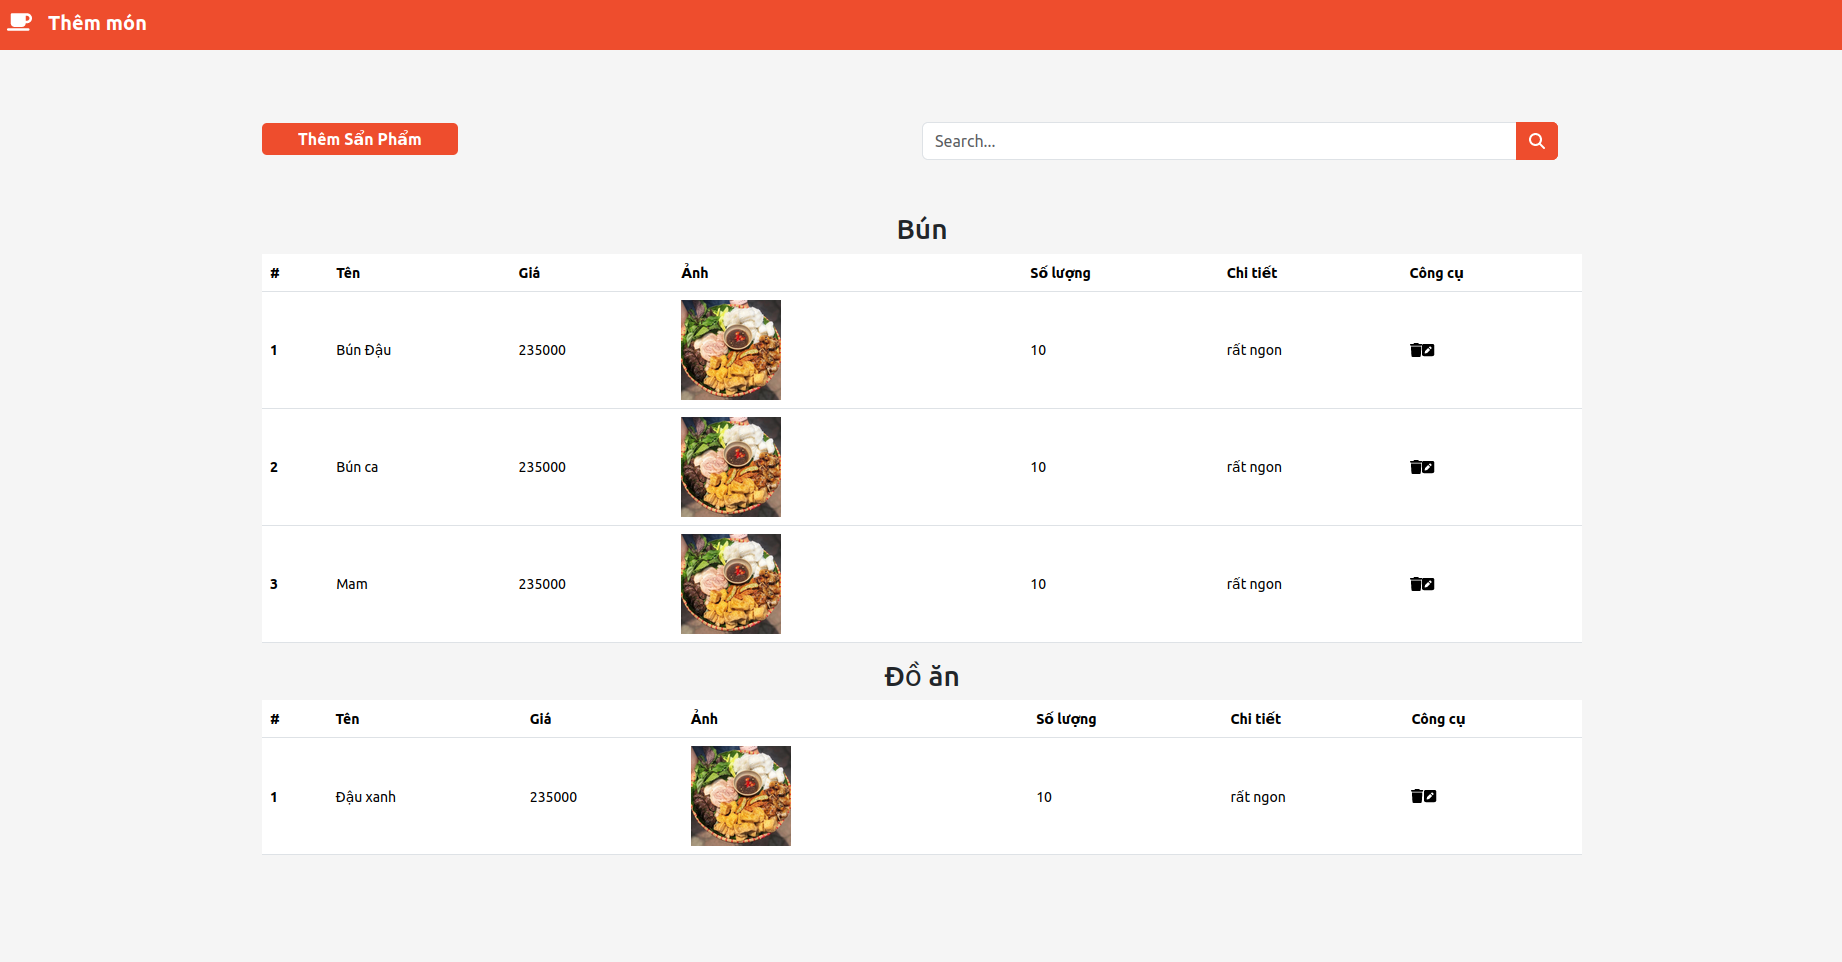 Thêm món
Thêm Sẩn Phẩm
Search...
Bún
# Tên Giá Ảnh Số lượng Chi tiết Công cụ
1 Bún Đậu 235000 10 rất ngon
2 Bún ca 235000 10 rất ngon
3 Mam 235000 10 rất ngon
Đồ ăn
# Tên Giá Ảnh Số lượng Chi tiết Công cụ
1 Đậu xanh 235000 10 rất ngon